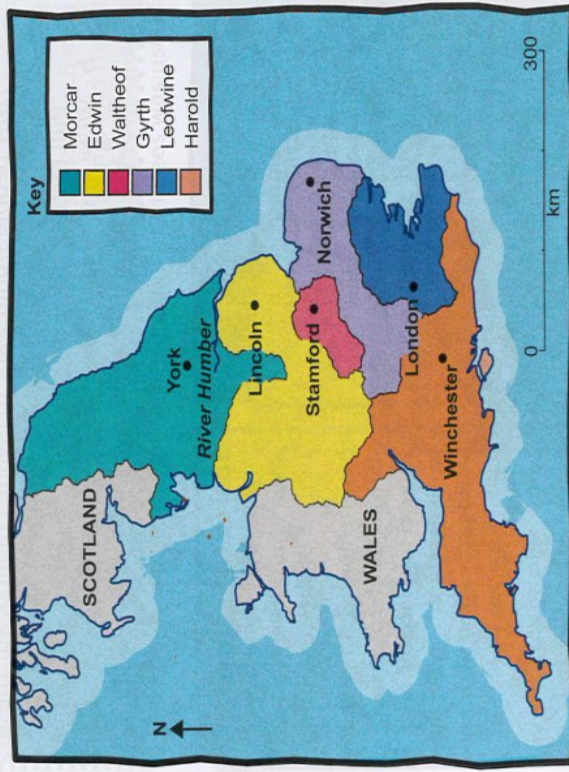 Key
Morcar
Edwin
Waltheof
Gyrth
Leofwine
Harold
N
SCOTLAND
York
River Humber
Lincoln
Stamford
Norwich
WALES
London
Winchester
0
km
300